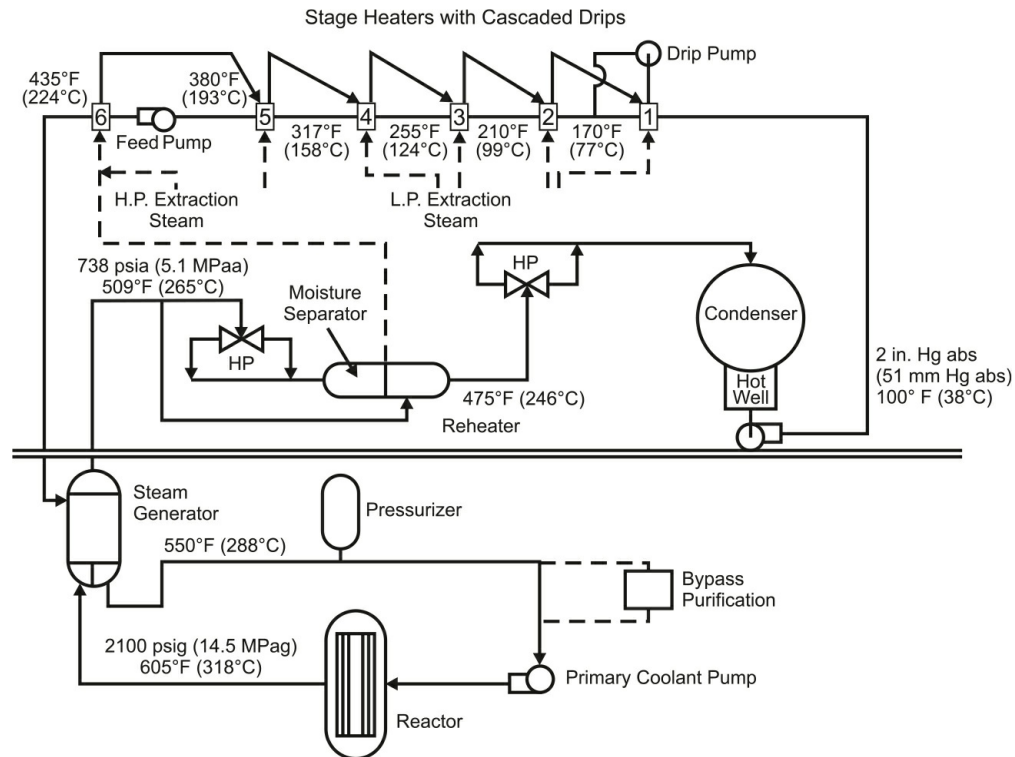 Stage Heaters with Cascaded Drips
Drip Pump
435°F
(224°C)
380°F
(193°C)
6
5
4
3
2
1
Feed Pump
317°F
(158°C)
255°F
(124°C)
210°F
(99°C)
170°F
(77°C)
H.P. Extraction
Steam
L.P. Extraction
Steam
738 psia (5.1 MPaa)
509°F (265°C)
HP
Moisture
Separator
HP
475°F (246°C)
Reheater
Condenser
Hot
Well
2 in. Hg abs
(51 mm Hg abs)
100° F (38°C)
Steam
Generator
Pressurizer
550°F (288°C)
Bypass
Purification
2100 psig (14.5 MPag)
605°F (318°C)
Primary Coolant Pump
Reactor